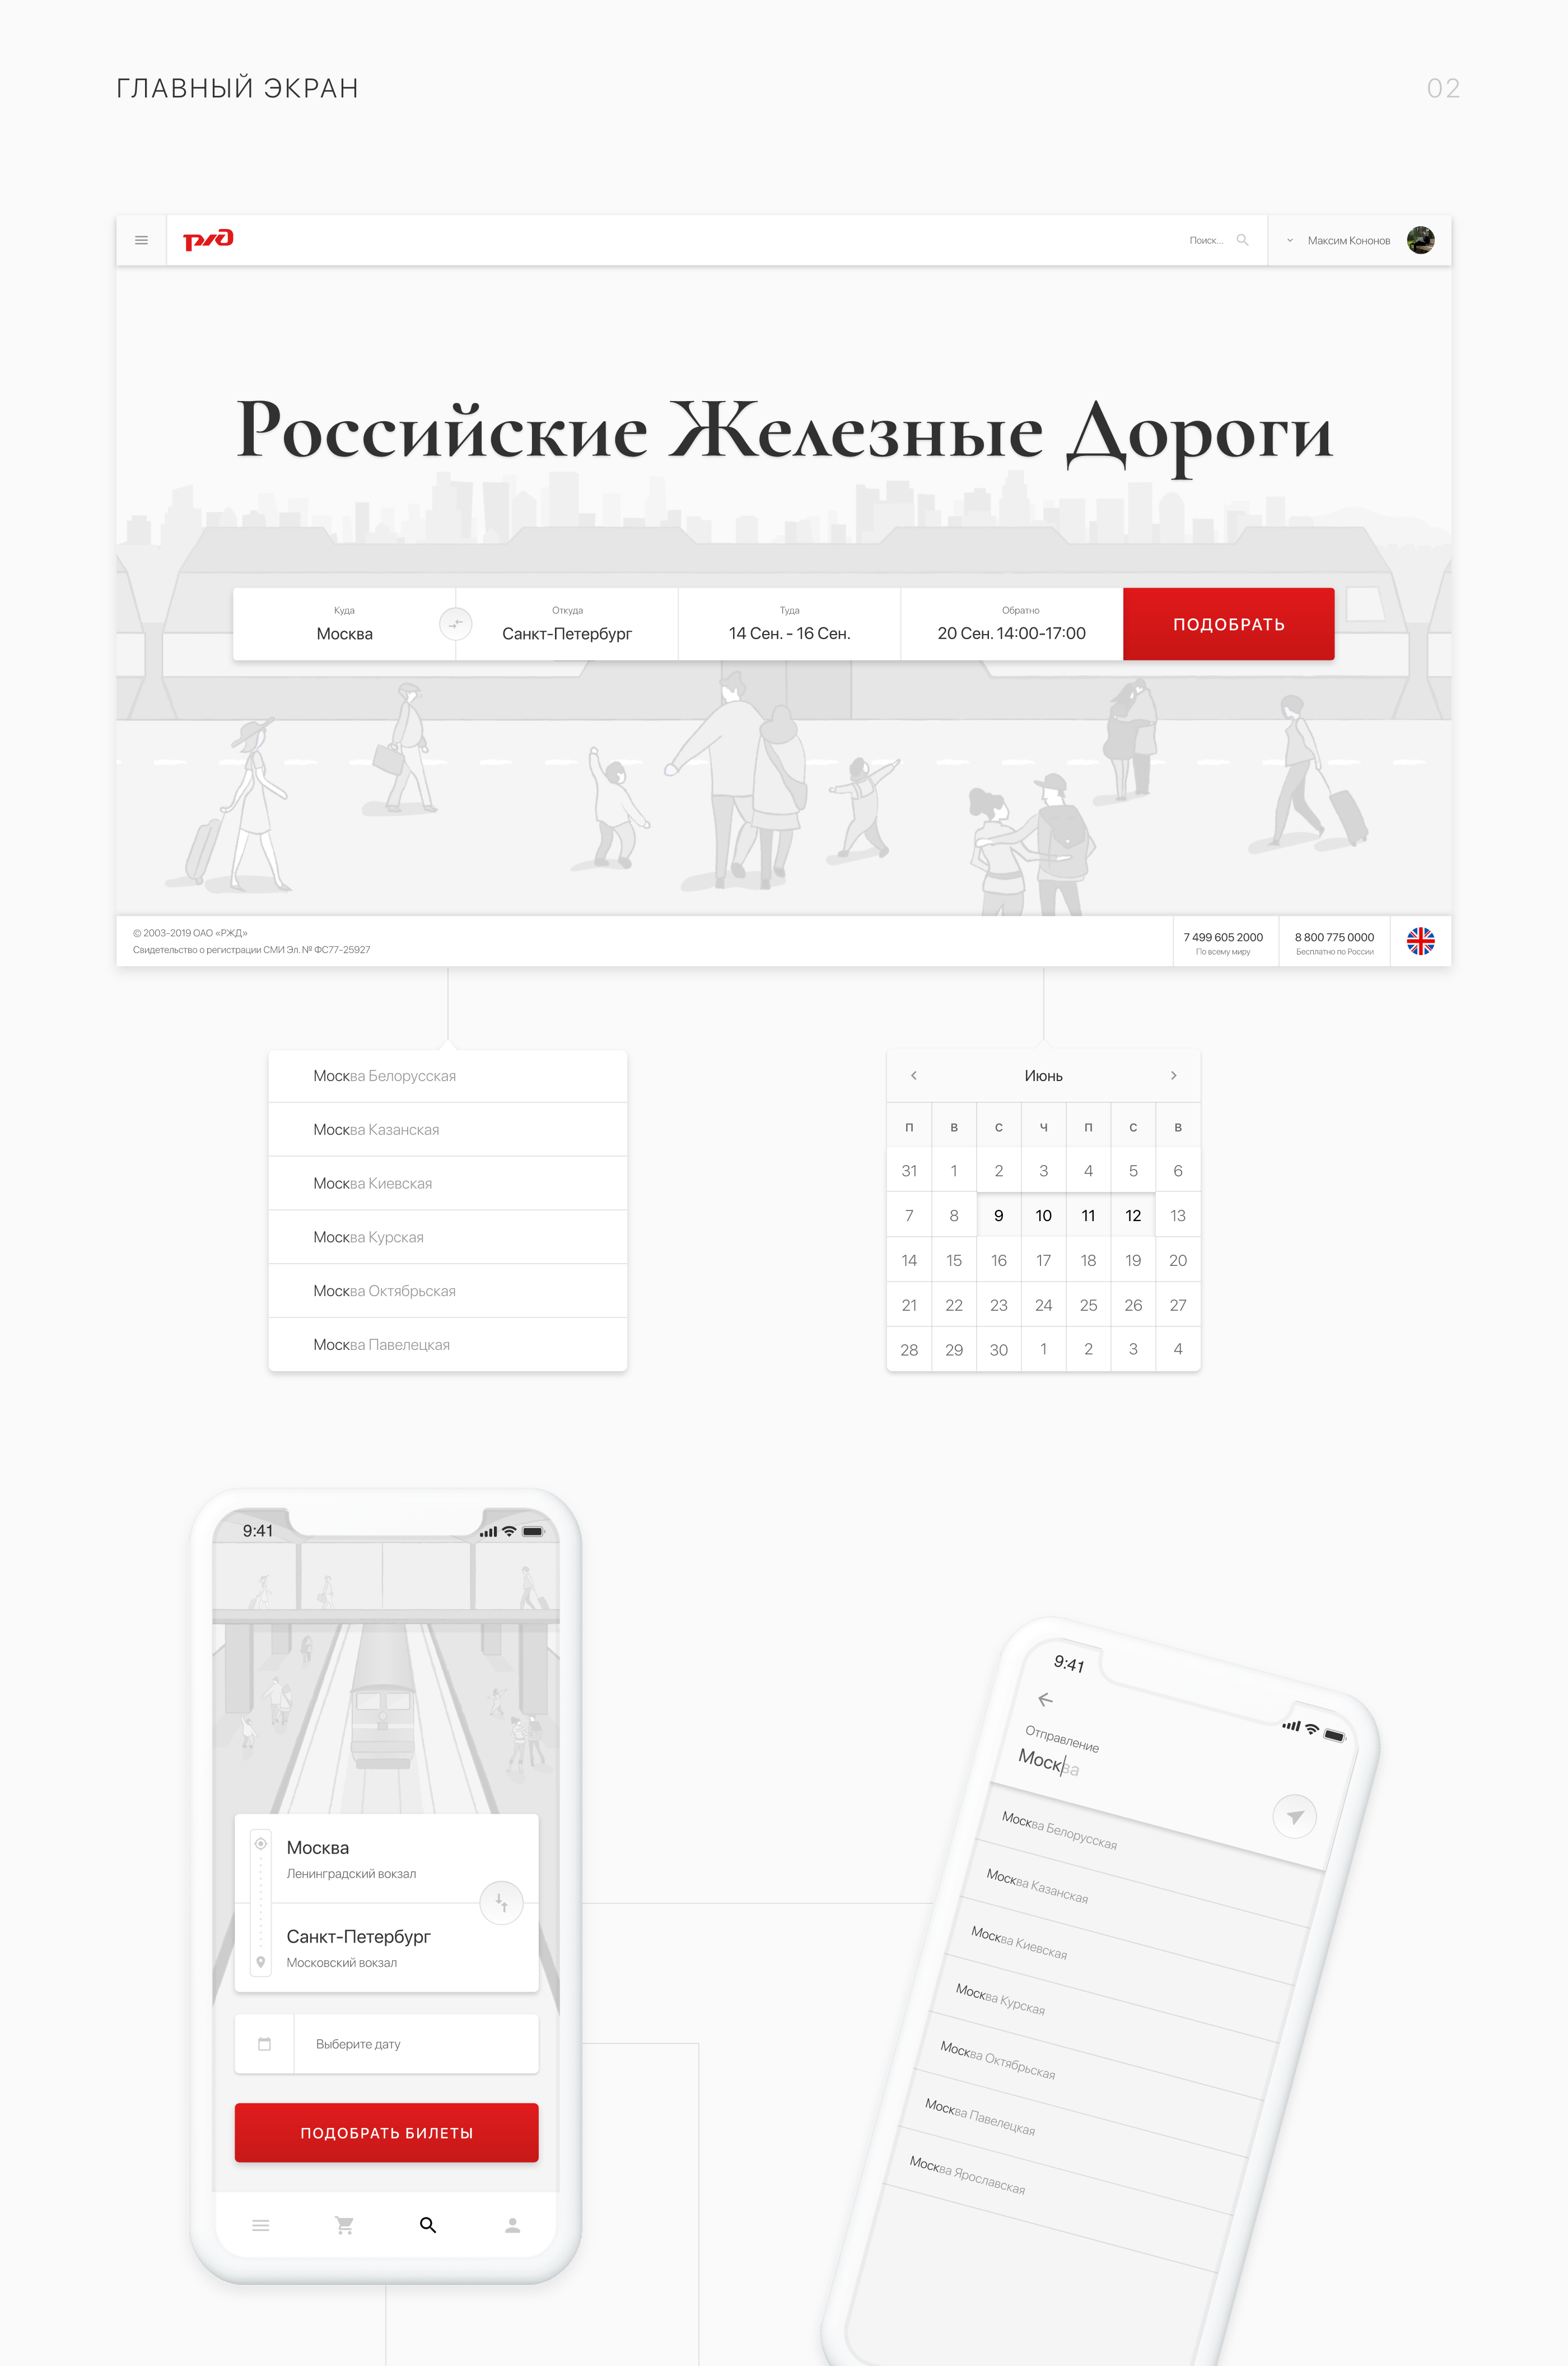 ГЛАВНЫЙ ЭКРАН
02
ржд
Поиск...
Максим Кононов
Российские Железные Дороги
Куда
Москва
Откуда
Санкт-Петербург
Туда
14 Сен. - 16 Сен.
Обратно
20 Сен. 14:00-17:00
ПОДОБРАТЬ
© 2003-2019 ОАО «РЖД»
Свидетельство о регистрации СМИ Эл. № ФС77-25927
7 499 605 2000
По всему миру
8 800 775 0000
Бесплатно по России
Москва Белорусская
Москва Казанская
Москва Киевская
Москва Курская
Москва Октябрьская
Москва Павелецкая
Июнь
П В С Ч П С В
31 1 2 3 4 5 6
7 8 9 10 11 12 13
14 15 16 17 18 19 20
21 22 23 24 25 26 27
28 29 30 1 2 3 4
9:41
Москва
Ленинградский вокзал
Санкт-Петербург
Московский вокзал
Выберите дату
ПОДОБРАТЬ БИЛЕТЫ
9:41
Отправление
Москва
Москва Белорусская
Москва Казанская
Москва Киевская
Москва Курская
Москва Октябрьская
Москва Павелецкая
Москва Ярославская